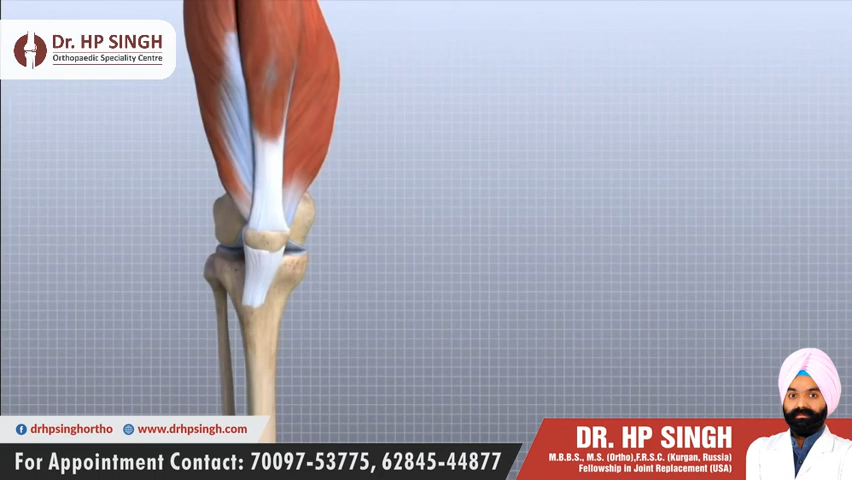 Dr. HP SINGH
Orthopaedic Speciality Centre
drhpsinghortho
www.drhpsingh.com
For Appointment Contact: 70097-53775, 62845-44877
DR. HP SINGH
M.B.B.S., M.S. (Ortho),F.R.S.C. (Kurgan, Russia)
Fellowship in Joint Replacement (USA)